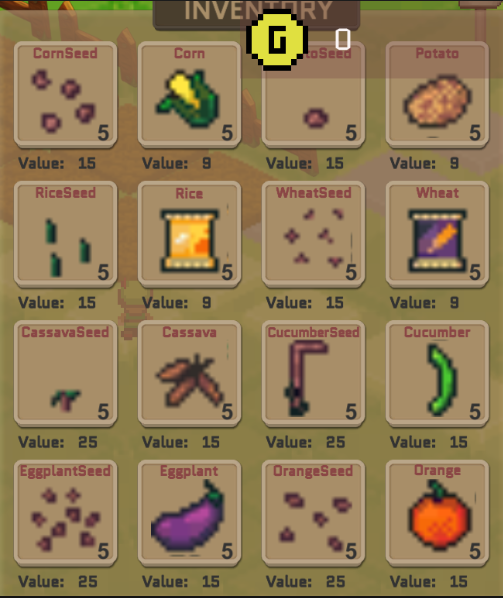 INVENTORY
G 0
CornSeed Corn toSeed Potato
5 5 5
Value: 15 Value: 9 Value: 15 Value: 9
RiceSeed Rice WheatSeed Wheat
5 5 5 5
Value: 15 Value: 9 Value: 15 Value: 9
CassavaSeed Cassava CucumberSeed Cucumber
5 5 5 5
Value: 25 Value: 15 Value: 25 Value: 15
EggplantSeed Eggplant OrangeSeed Orange
5 5 5 5
Value: 25 Value: 15 Value: 25 Value: 15